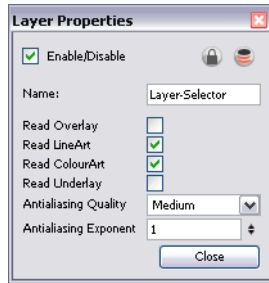 Layer Properties
Enable/Disable
Name: Layer-Selector
Read Overlay
Read LineArt
Read ColourArt
Read Underlay
Antialiasing Quality Medium
Antialiasing Exponent 1
Close